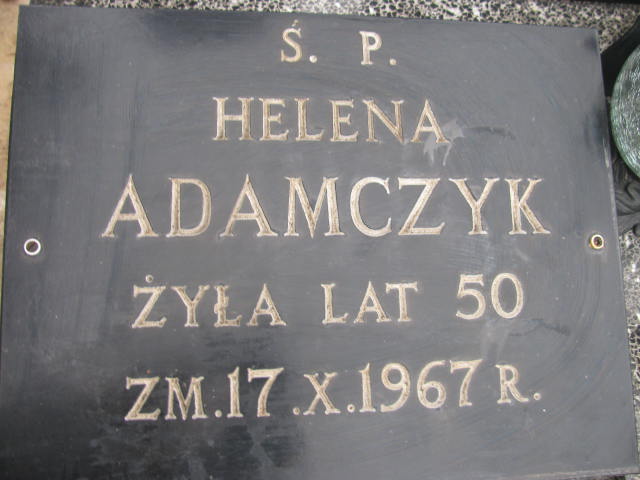 Ś. P.
HELENA
ADAMCZYK
ŻYŁA LAT 50
ZM.17.X.1967 R.